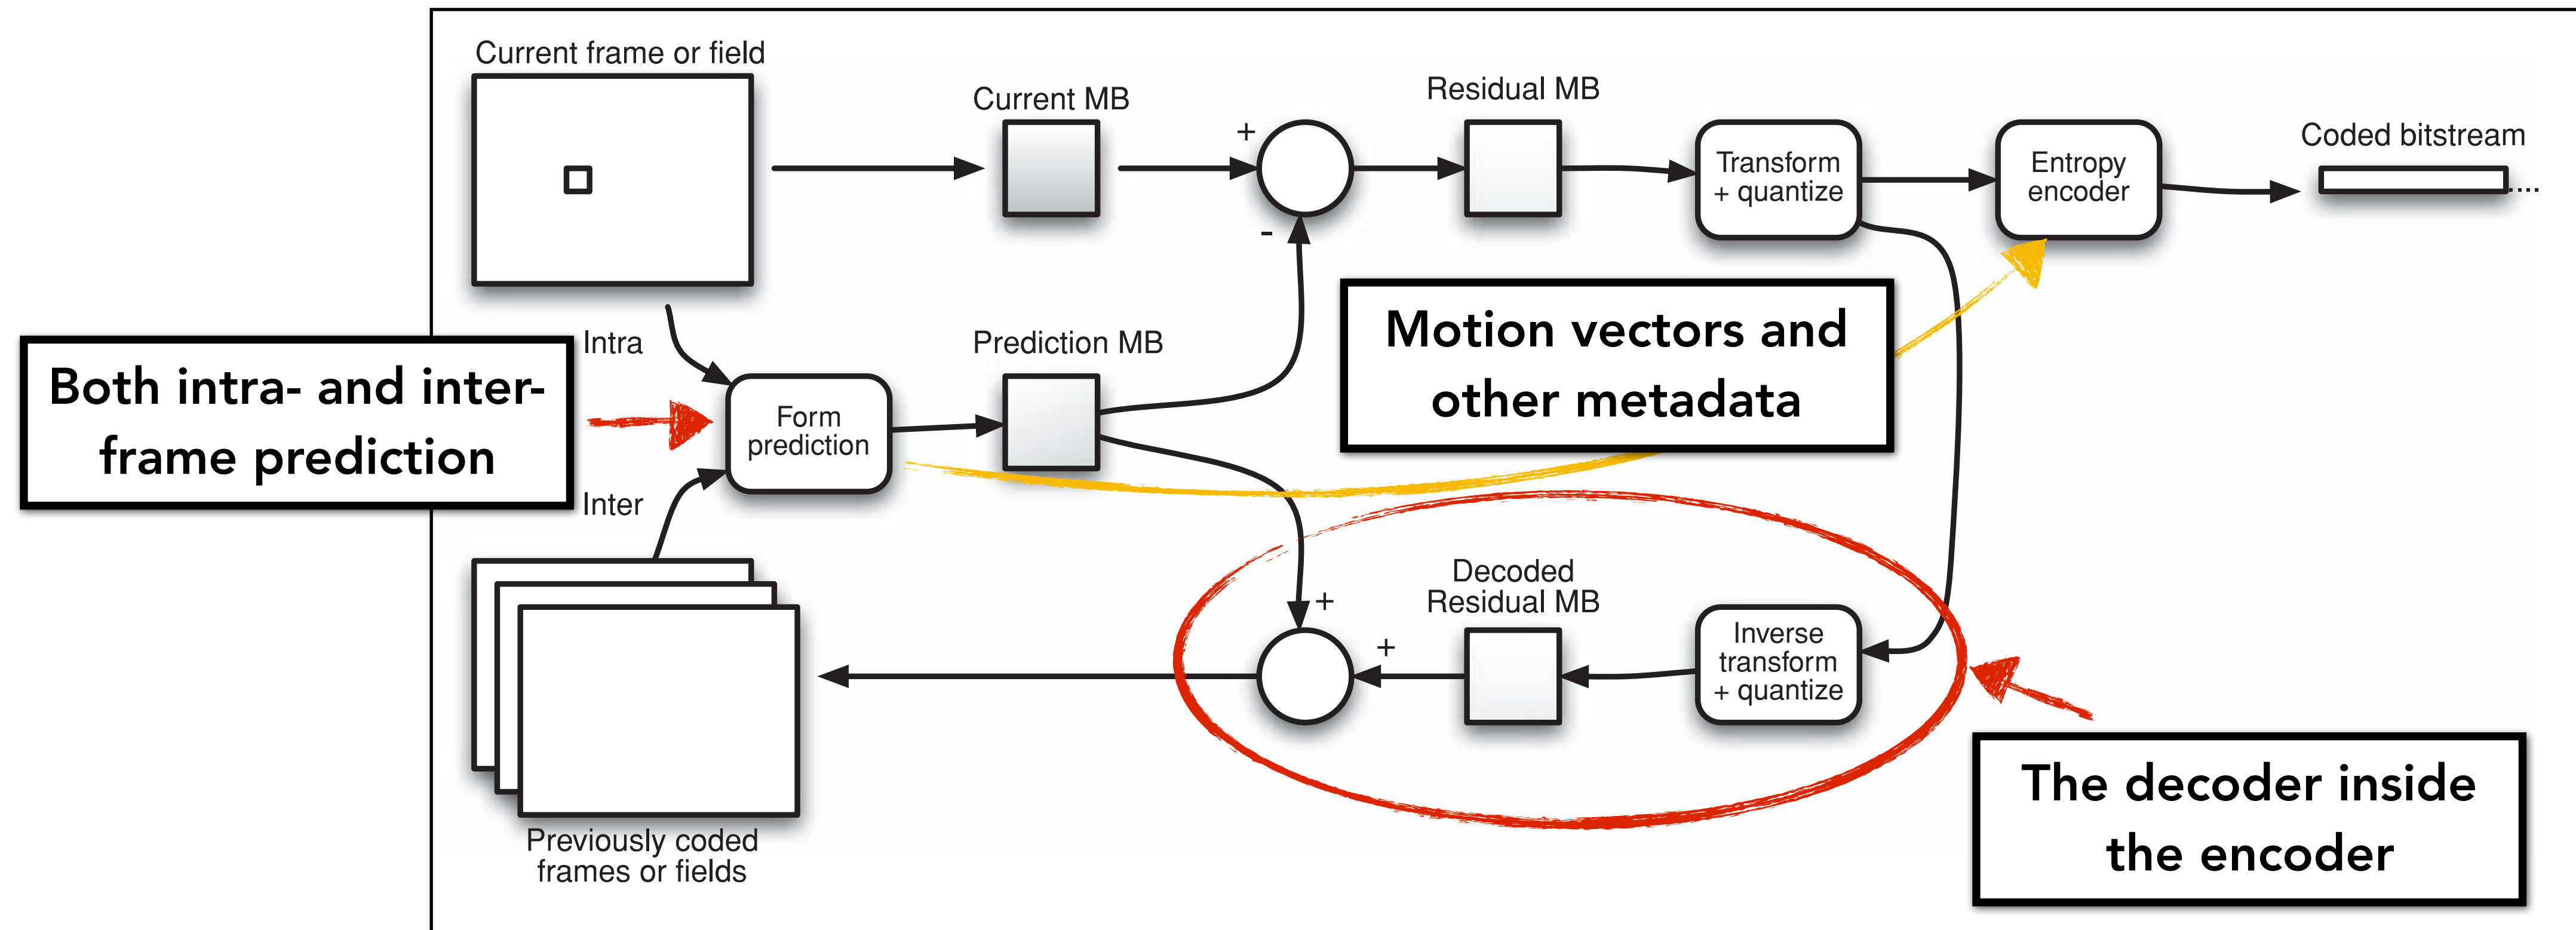 Current frame or field
Current MB
+
-
Residual MB
Transform
+ quantize
Entropy
encoder
Coded bitstream
....
Both intra- and inter-
frame prediction
Intra
Inter
Form
prediction
Prediction MB
Motion vectors and
other metadata
+
+
Decoded
Residual MB
Inverse
transform
+ quantize
Previously coded
frames or fields
The decoder inside
the encoder